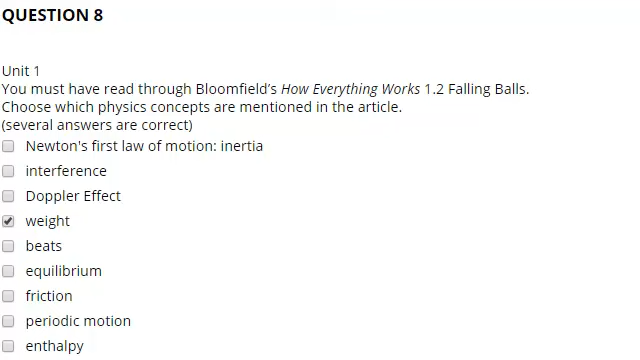 QUESTION 8
Unit 1
You must have read through Bloomfield's How Everything Works 1.2 Falling Balls.
Choose which physics concepts are mentioned in the article.
(several answers are correct)
Newton's first law of motion: inertia
interference
Doppler Effect
weight
beats
equilibrium
friction
periodic motion
enthalpy